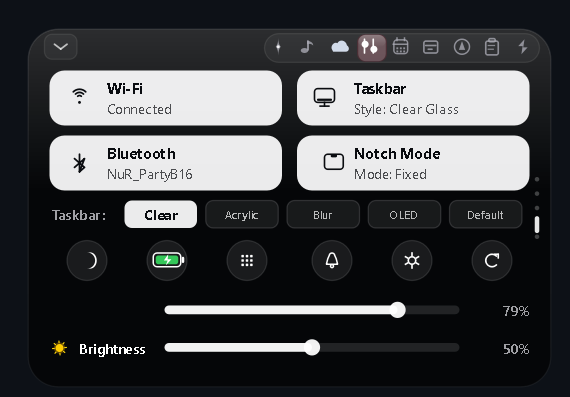 Wi-Fi
Connected
Taskbar
Style: Clear Glass
Bluetooth
NuR_PartyB16
Notch Mode
Mode: Fixed
Taskbar: Clear Acrylic Blur OLED Default
79%
Brightness 50%